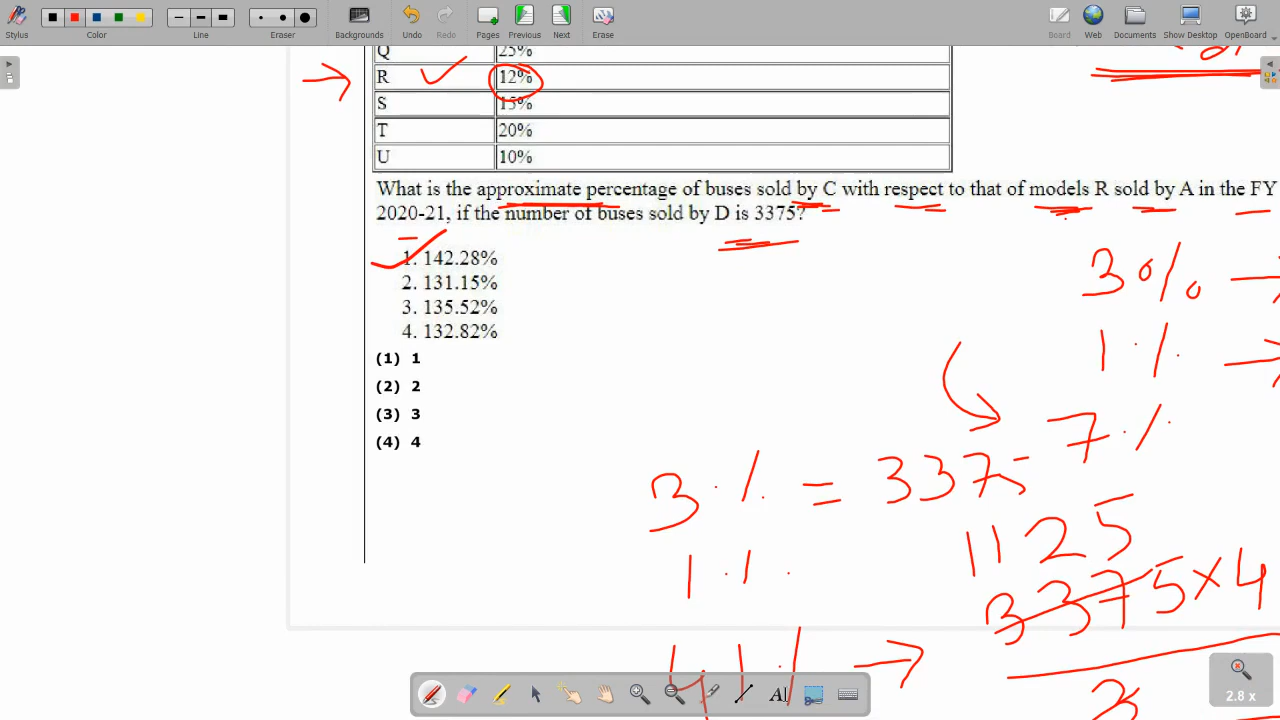 Stylus Color Line Eraser Backgrounds Undo Redo Pages Previous Next Erase Board Web Documents Show Desktop OpenBoard
Q 25%
R 12%
S 15%
T 20%
U 10%
What is the approximate percentage of buses sold by C with respect to that of models R sold by A in the FY
2020-21, if the number of buses sold by D is 3375?
1. 142.28%
2. 131.15%
3. 135.52%
4. 132.82%
(1) 1
(2) 2
(3) 3
(4) 4
3%
1%
7%
3% = 3375
1125
1%
3375×4
41%
3
2.8 x